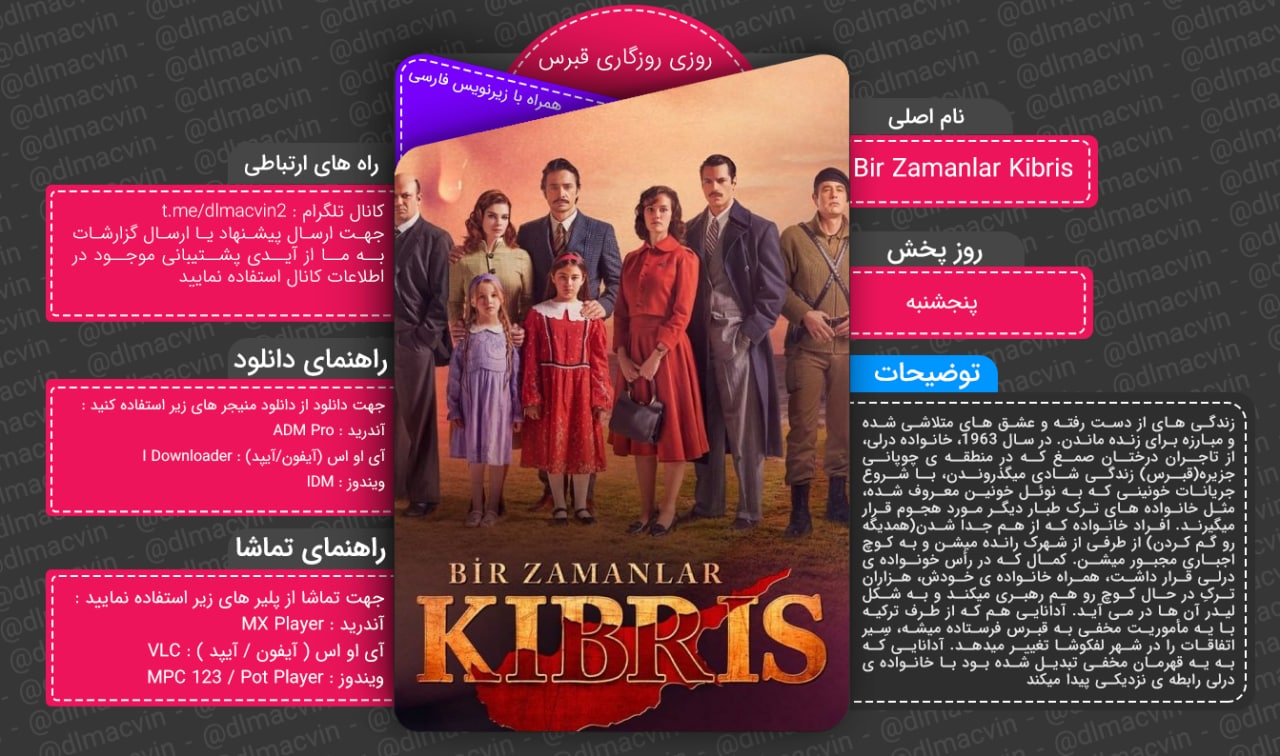 روزی روزگاری قبرس
همراه با زیرنویس فارسی
نام اصلی
Bir Zamanlar Kibris
روز پخش
پنجشنبه
توضیحات
زندگی های از دست رفته و عشق های متلاشی شده
و مبارزه برای زنده ماندن. در سال 1963، خانواده درلی،
از تاجران درختان صمغ که در منطقه ی چوپانی
جزیره(قبرس) زندگی شادی میگذروندن، با شروع
جریانات خونینی که به نوئل خونین معروف شده،
مثل خانواده های ترک طبار دیگر مورد هجوم قرار
میگیرند. افراد خانواده که از هم جدا شدن(همدیگه
رو گم کردن) از طرفی از شهرک رانده میشن و به کوچ
اجباری مجبور میشن. کمال که در رأس خونواده ی
درلی قرار داشت، همراه خانواده ی خودش، هزاران
ترک در حال کوچ رو هم رهبری میکند و به شکل
لیدر آن ها در می آید. آدانایی هم که از طرف ترکیه
با یه مأموریت مخفی به قبرس فرستاده میشه، سِیر
اتفاقات را در شهر لفکوشا تغییر میدهد. آدانایی که
به یه قهرمان مخفی تبدیل شده بود با خانواده ی
درلی رابطه ی نزدیکی پیدا میکند
راه های ارتباطی
کانال تلگرام : t.me/dlmacvin2
جهت ارسال پیشنهاد یا ارسال گزارشات
به ما از آیدی پشتیبانی موجود در
اطلاعات کانال استفاده نمایید
راهنمای دانلود
جهت دانلود از دانلود منیجر های زیر استفاده کنید :
آندرید : ADM Pro
آی او اس (آیفون/آیپد) : I Downloader
ویندوز : IDM
راهنمای تماشا
جهت تماشا از پلیر های زیر استفاده نمایید :
آندرید : MX Player
آی او اس ( آیفون / آیپد ) : VLC
ویندوز : MPC 123 / Pot Player
BİR ZAMANLAR
KIBRIS
@dlmacvin